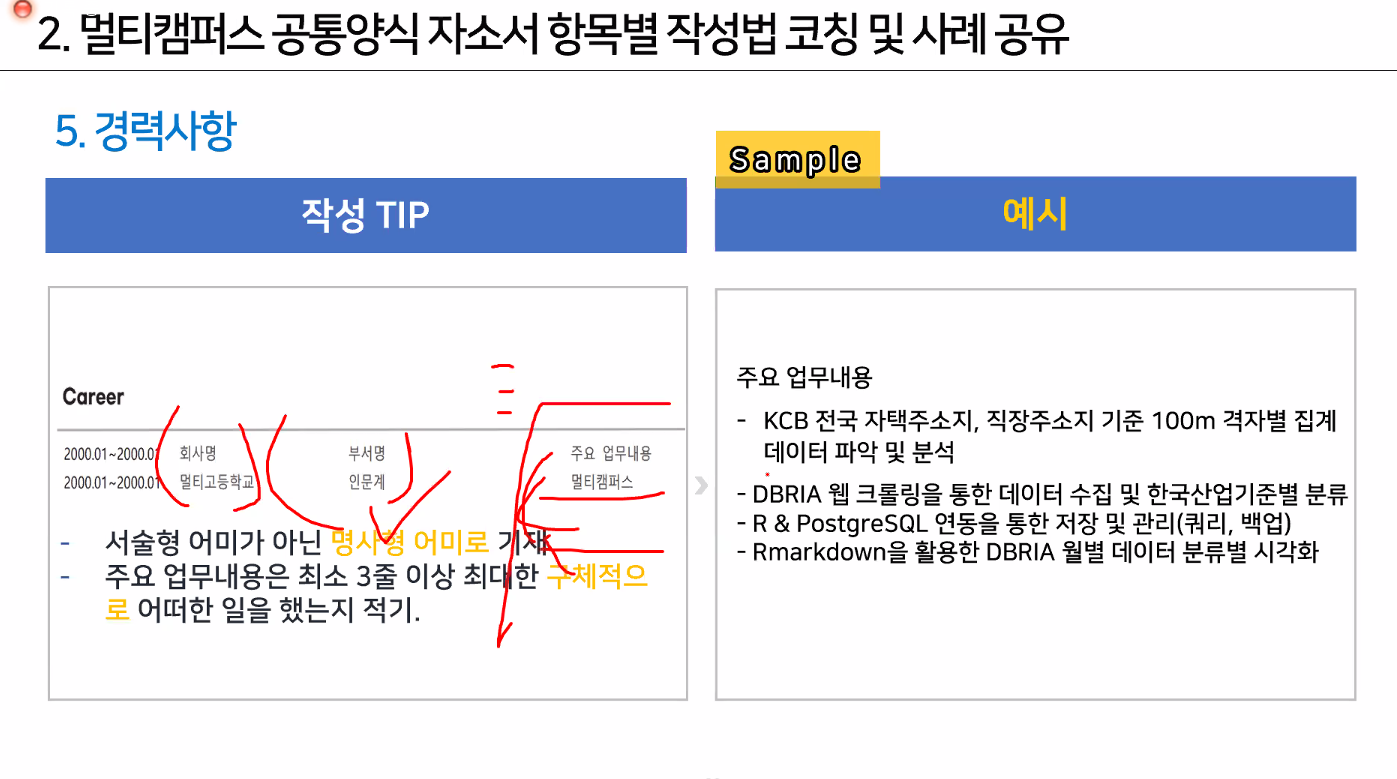 2. 멀티캠퍼스 공통양식 자소서 항목별 작성법 코칭 및 사례 공유
5. 경력사항
작성 TIP
Career
2000.01~2000.01 회사명 부서명 주요 업무내용
2000.01~2000.01 멀티고등학교 인문계 멀티캠퍼스
- 서술형 어미가 아닌 명사형 어미로 기재
- 주요 업무내용은 최소 3줄 이상 최대한 구체적으
로 어떠한 일을 했는지 적기.
Sample
예시
주요 업무내용
- KCB 전국 자택주소지, 직장주소지 기준 100m 격자별 집계
데이터 파악 및 분석
- DBRIA 웹 크롤링을 통한 데이터 수집 및 한국산업기준별 분류
- R & PostgreSQL 연동을 통한 저장 및 관리(쿼리, 백업)
- Rmarkdown을 활용한 DBRIA 월별 데이터 분류별 시각화